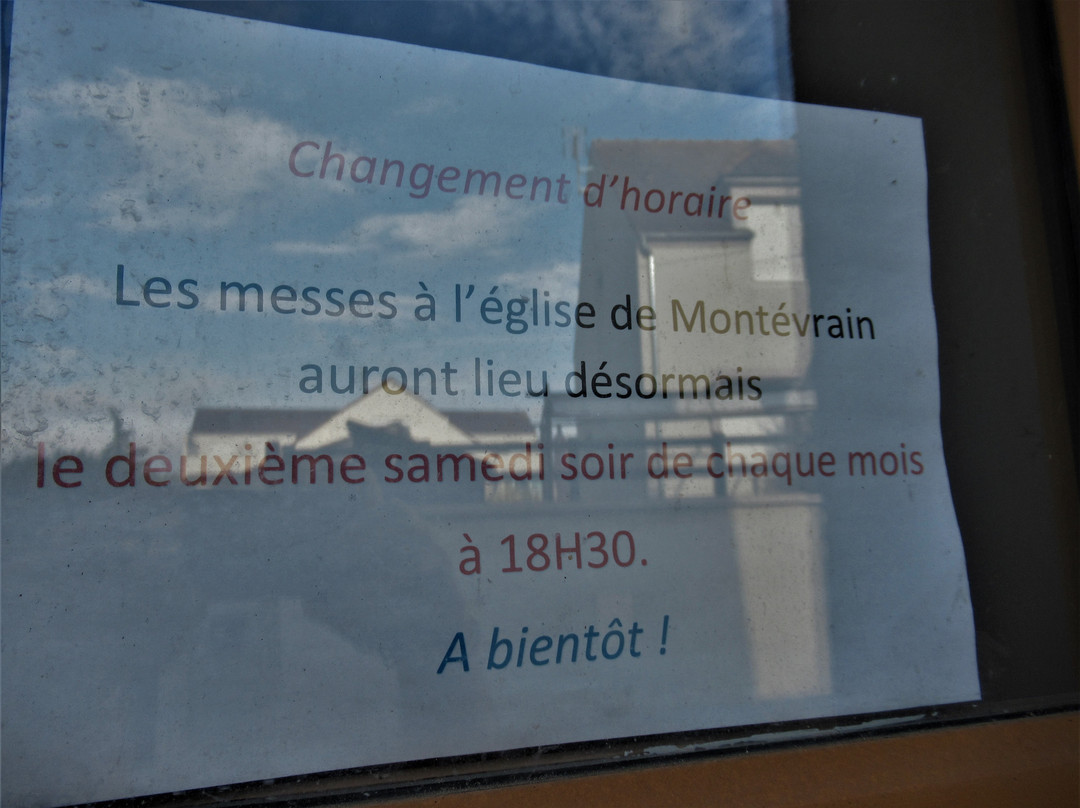 Changement d'horaire
Les messes à l'église de Montévrain
auront lieu désormais
le deuxième samedi soir de chaque mois
à 18H30.
A bientôt !